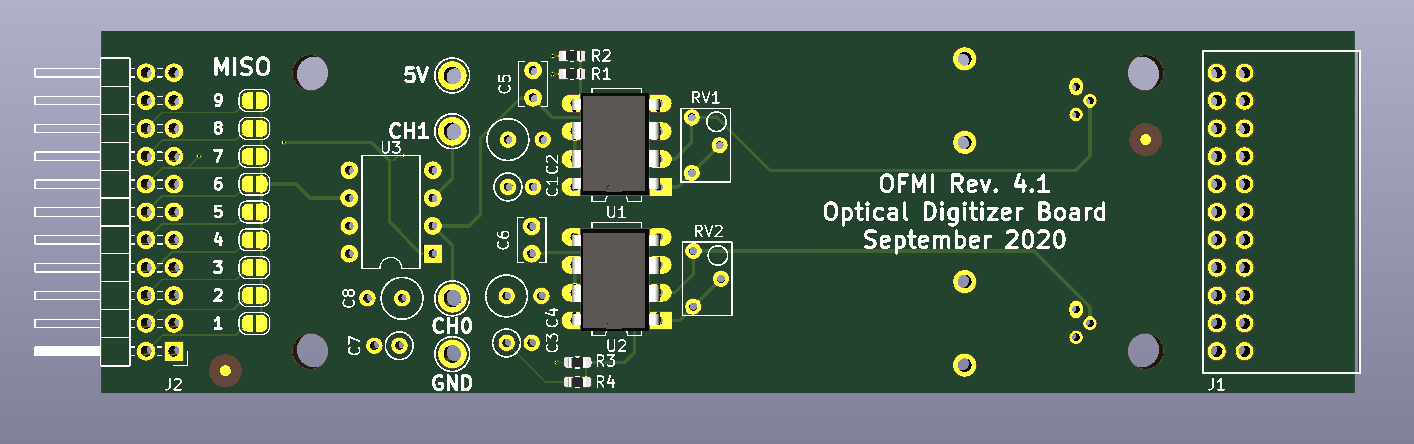 MISO
9
8
7
6
5
4
3
2
1
J2
5V
CH1
U3
C8
C7
CH0
GND
C5
R2
R1
C1
C2
U1
RV1
C6
C3
C4
U2
RV2
R3
R4
OFMI Rev. 4.1
Optical Digitizer Board
September 2020
J1